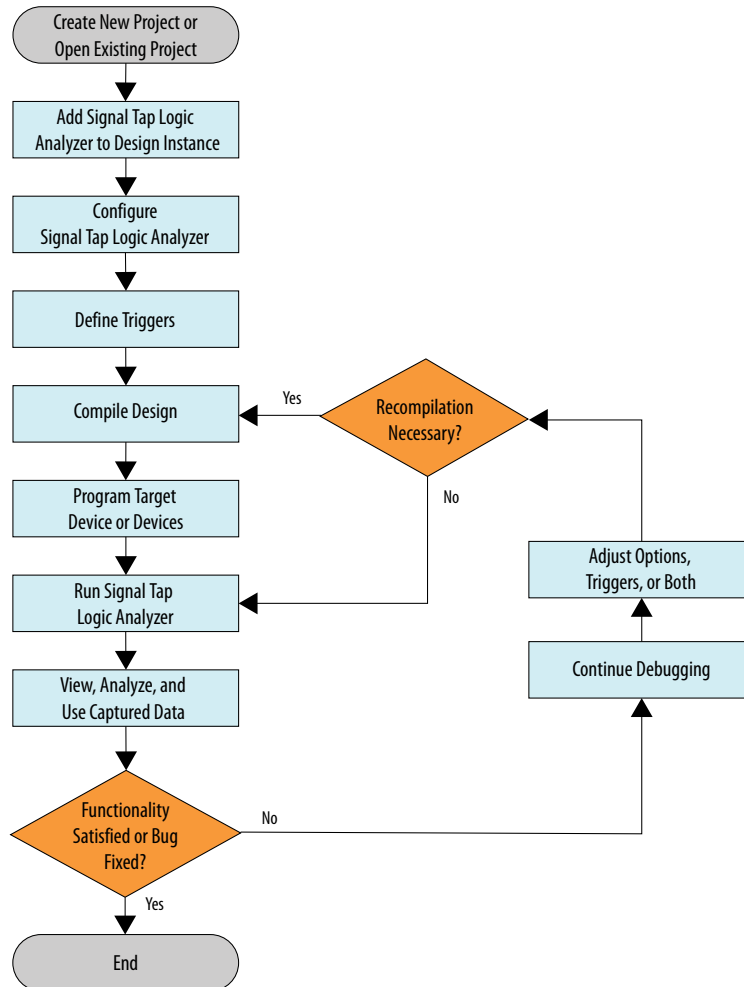 Create New Project or
Open Existing Project
Add Signal Tap Logic
Analyzer to Design Instance
Configure
Signal Tap Logic Analyzer
Define Triggers
Compile Design
Yes
Recompilation
Necessary?
No
Program Target
Device or Devices
Adjust Options,
Triggers, or Both
Run Signal Tap
Logic Analyzer
Continue Debugging
View, Analyze, and
Use Captured Data
Functionality
Satisfied or Bug
Fixed?
No
Yes
End